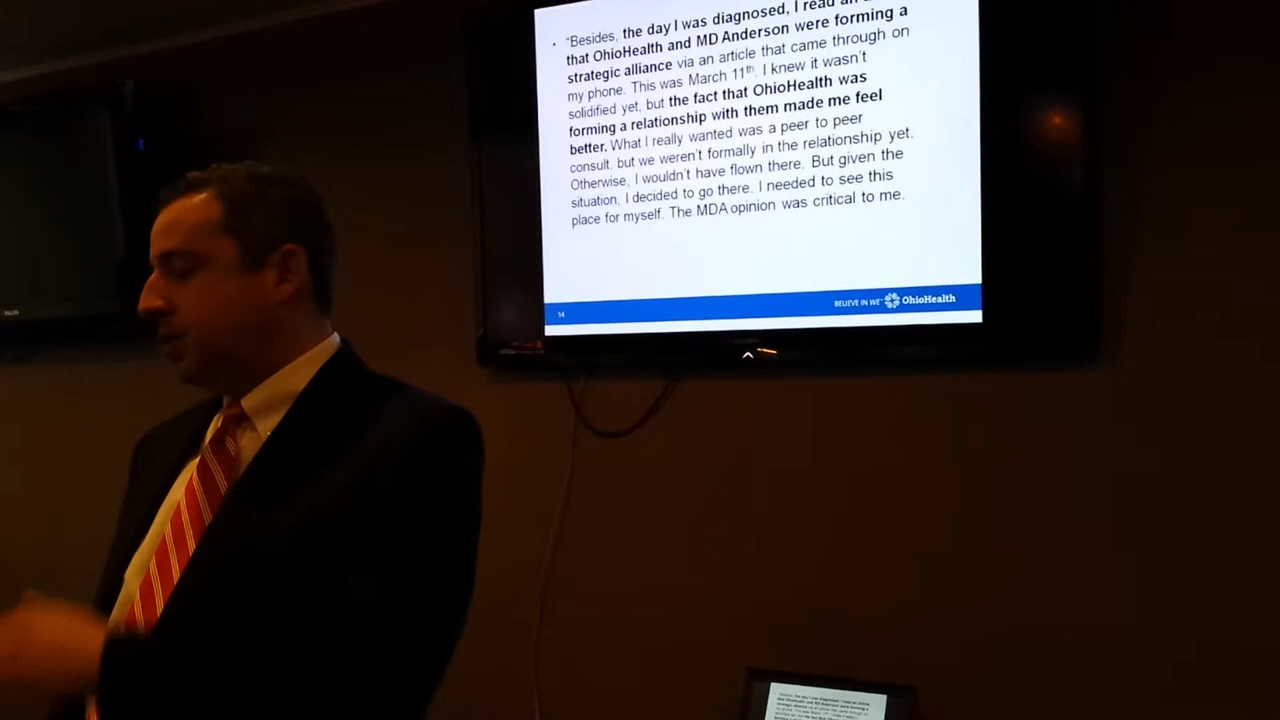 • "Besides, the day I was diagnosed, I read an
that OhioHealth and MD Anderson were forming a
strategic alliance via an article that came through on
my phone. This was March 11th. I knew it wasn't
solidified yet, but the fact that OhioHealth was
forming a relationship with them made me feel
better. What I really wanted was a peer to peer
consult, but we weren't formally in the relationship yet.
Otherwise, I wouldn't have flown there. But given the
situation, I decided to go there. I needed to see this
place for myself. The MDA opinion was critical to me.
14
BELIEVE IN WE℠ OhioHealth